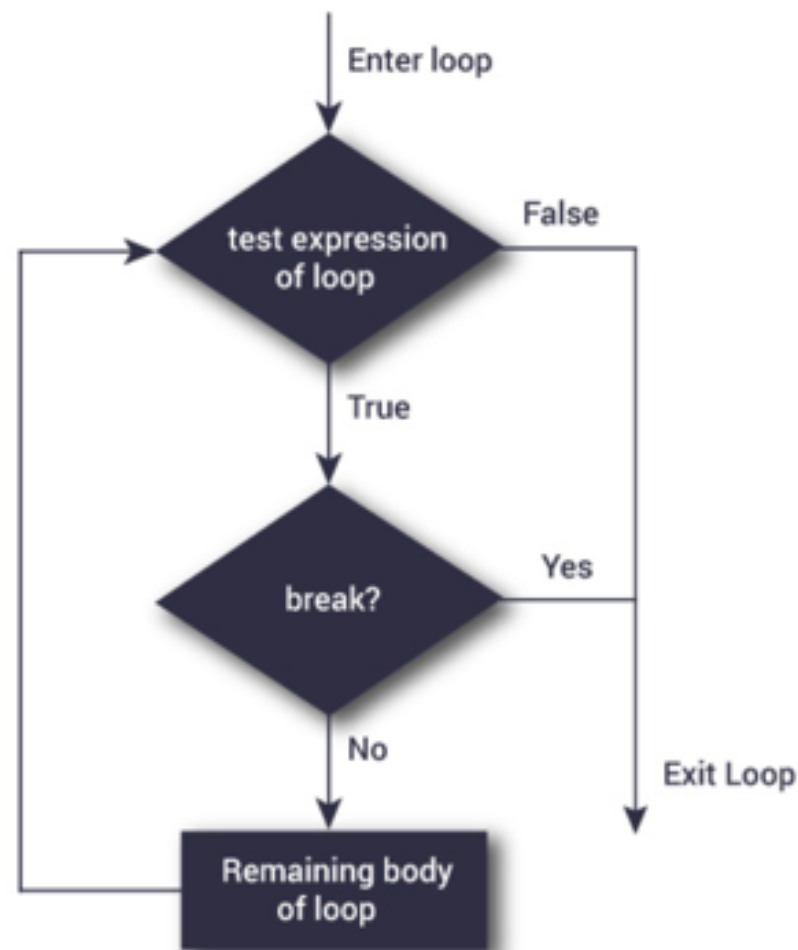 Enter loop
False
test expression
of loop
True
Yes
break?
No
Exit Loop
Remaining body
of loop